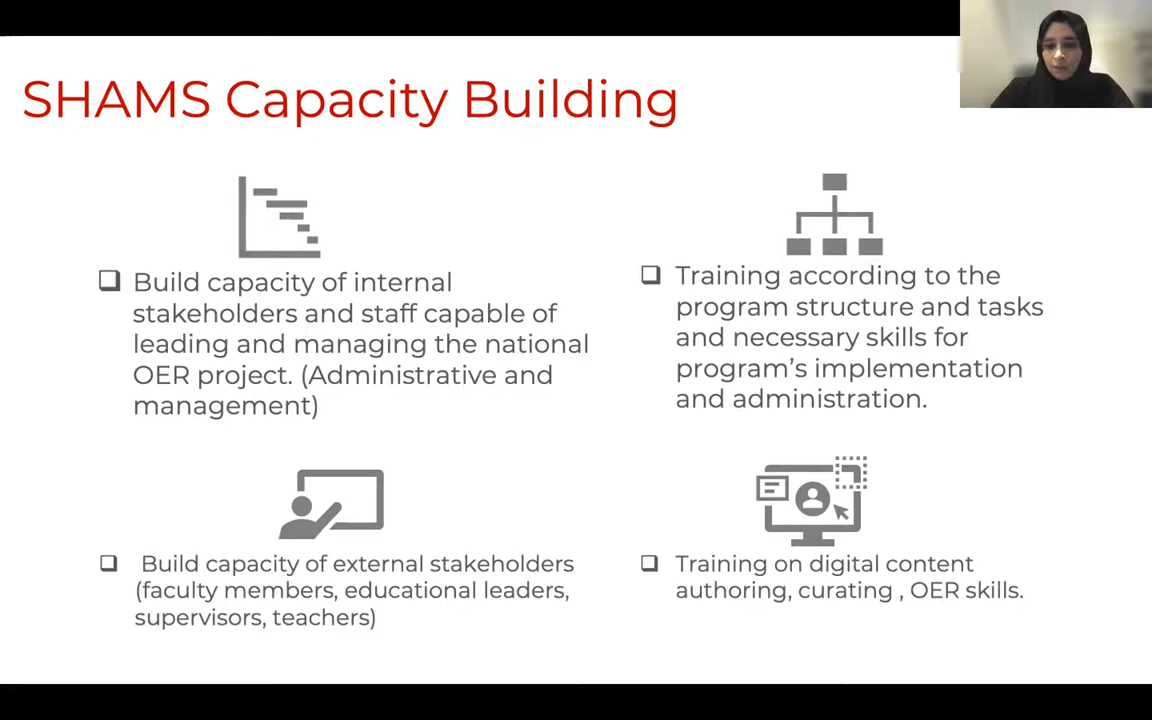 SHAMS Capacity Building
Build capacity of internal
stakeholders and staff capable of
leading and managing the national
OER project. (Administrative and
management)
Training according to the
program structure and tasks
and necessary skills for
program’s implementation
and administration.
Build capacity of external stakeholders
(faculty members, educational leaders,
supervisors, teachers)
Training on digital content
authoring, curating , OER skills.